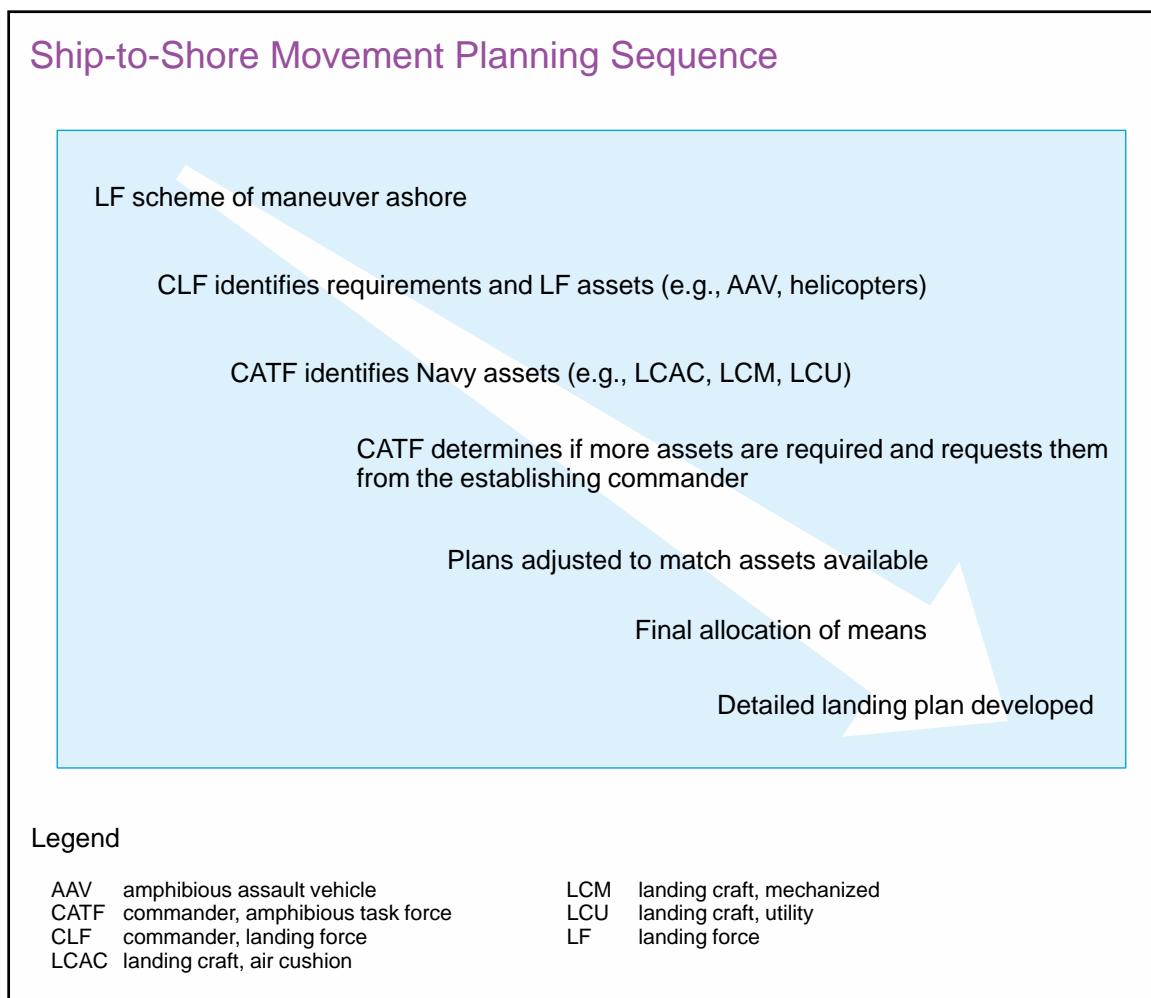 Ship-to-Shore Movement Planning Sequence
LF scheme of maneuver ashore
CLF identifies requirements and LF assets (e.g., AAV, helicopters)
CATF identifies Navy assets (e.g., LCAC, LCM, LCU)
CATF determines if more assets are required and requests them
from the establishing commander
Plans adjusted to match assets available
Final allocation of means
Detailed landing plan developed
Legend
AAV amphibious assault vehicle
CATF commander, amphibious task force
CLF commander, landing force
LCAC landing craft, air cushion
LCM landing craft, mechanized
LCU landing craft, utility
LF landing force